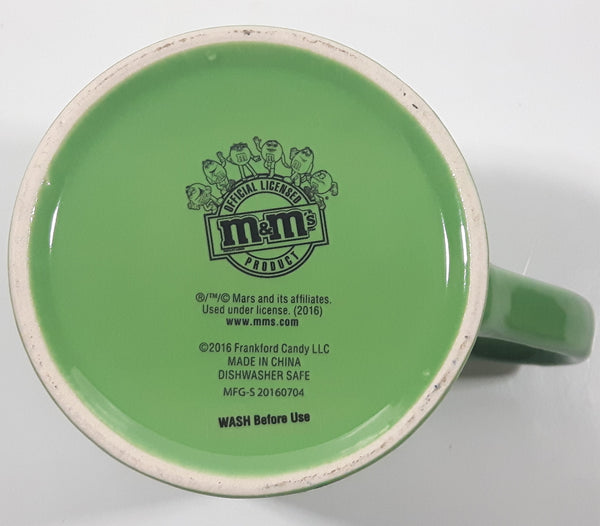 OFFICIAL LICENSED
m&m's
PRODUCT
®/™/© Mars and its affiliates.
Used under license. (2016)
www.mms.com
©2016 Frankford Candy LLC
MADE IN CHINA
DISHWASHER SAFE
MFG-S 20160704
WASH Before Use